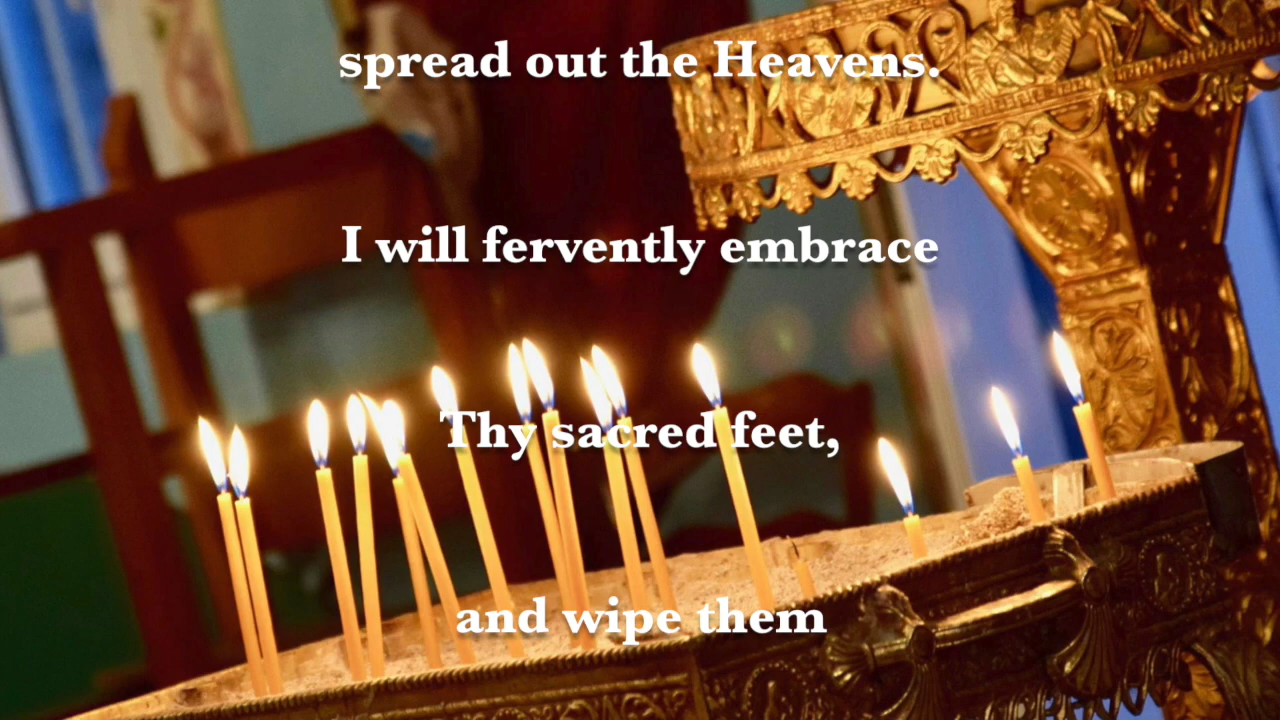 spread out the Heavens.
I will fervently embrace
Thy sacred feet,
and wipe them